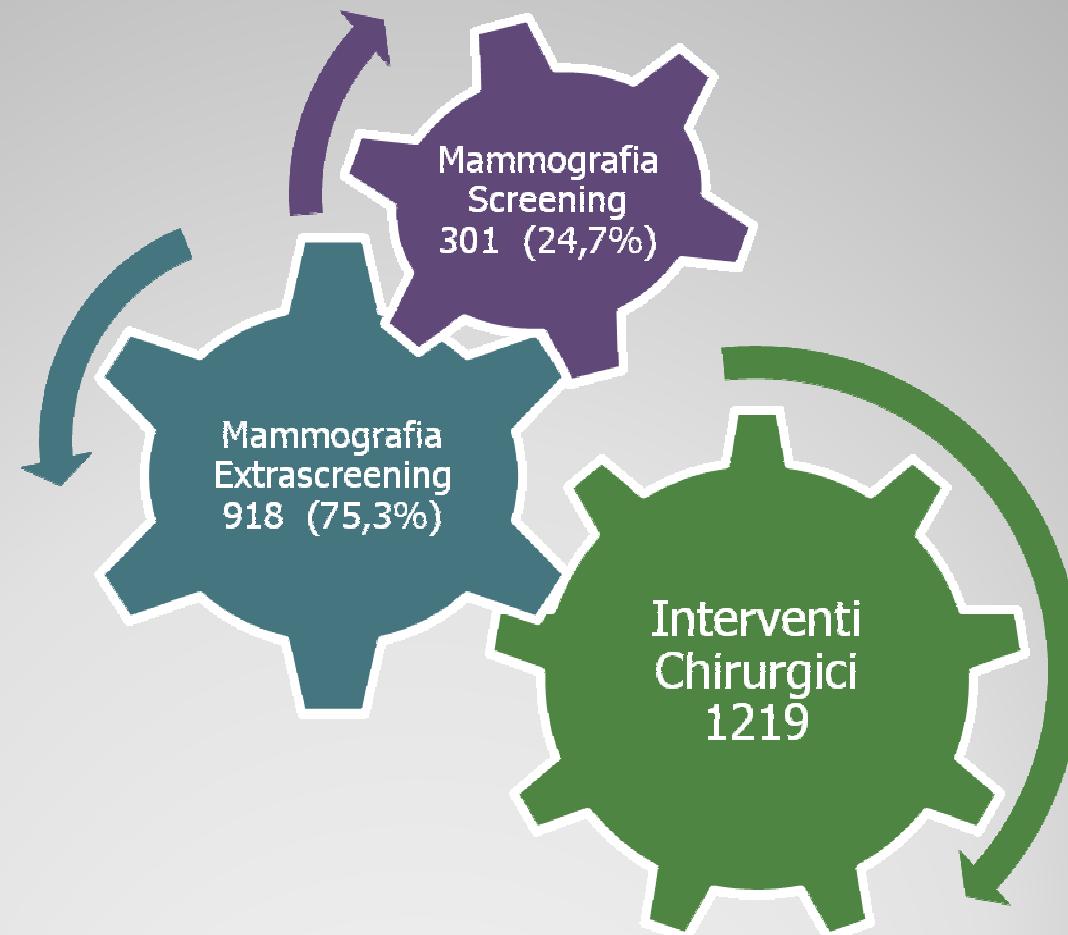 Mammografia
Screening
301 (24,7%)
Mammografia
Extrascreening
918 (75,3%)
Interventi
Chirurgici
1219